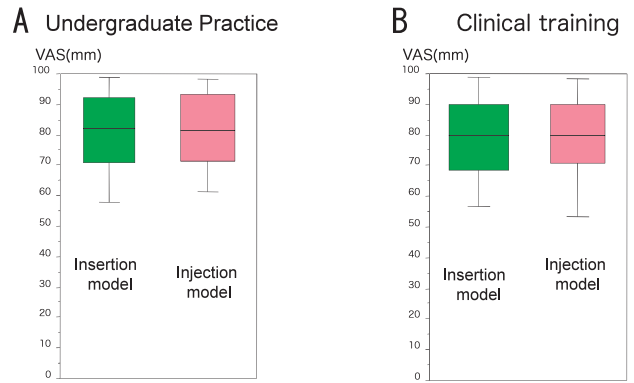 A Undergraduate Practice
VAS(mm)
100
90
80
70
60
50
40
30
20
10
0
Insertion
model
Injection
model
B Clinical training
VAS(mm)
100
90
80
70
60
50
40
30
20
10
0
Insertion
model
Injection
model